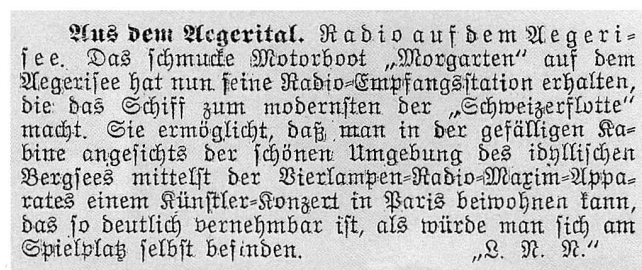 Aus dem Aegerital. Radio auf dem Aegeri-
see. Das schmucke Motorboot „Morgarten“ auf dem
Aegerisee hat nun seine Radio-Empfangsstation erhalten,
die das Schiff zum modernsten der „Schweizerflotte“
macht. Sie ermöglicht, daß man in der gefälligen Ka-
bine angesichts der schönen Umgebung des idyllischen
Bergsees mittelst der Vierlampen-Radio-Maxim-Appa-
rates einem Künstler-Konzert in Paris beiwohnen kann,
das so deutlich vernehmbar ist, als würde man sich am
Spielplatz selbst befinden. „L. N. N.“